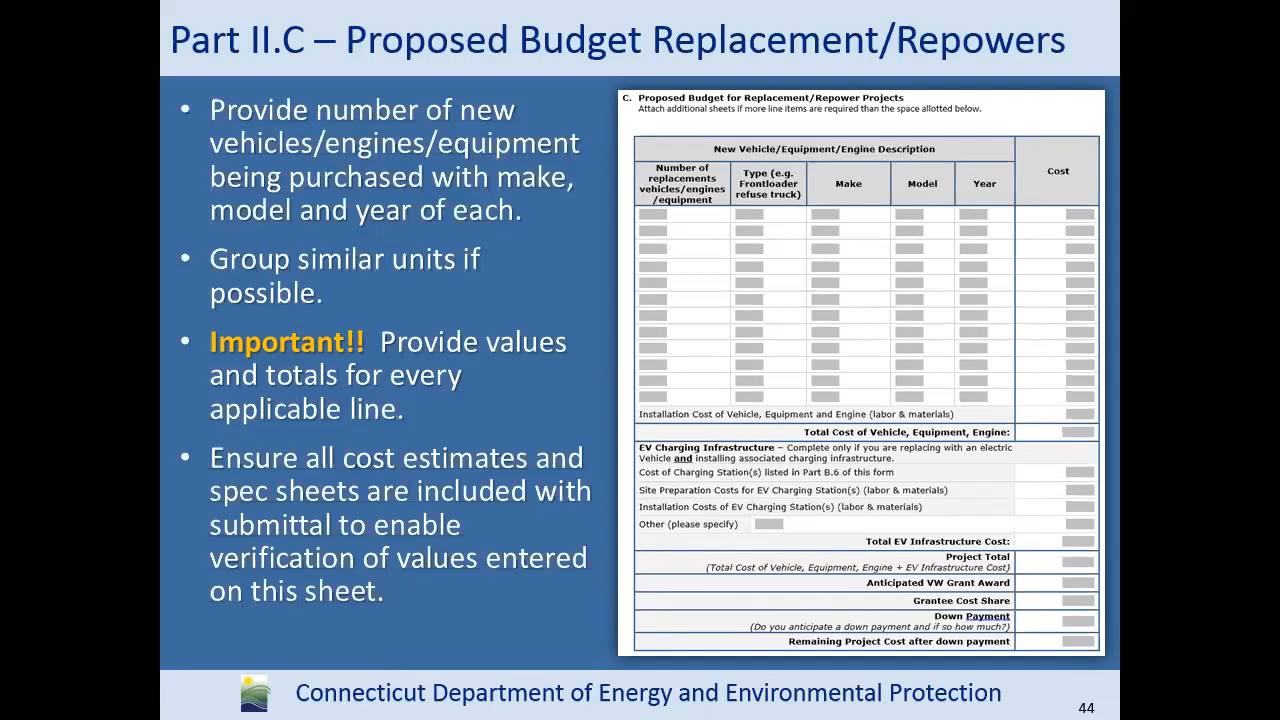 Part II.C – Proposed Budget Replacement/Repowers
• Provide number of new
vehicles/engines/equipment
being purchased with make,
model and year of each.
• Group similar units if
possible.
• Important!! Provide values
and totals for every
applicable line.
• Ensure all cost estimates and
spec sheets are included with
submittal to enable
verification of values entered
on this sheet.
C. Proposed Budget for Replacement/Repower Projects
Attach additional sheets if more line items are required than the space allotted below.
New Vehicle/Equipment/Engine Description
Cost
Number of
replacements
vehicles/engines
/equipment
Type (e.g.
Frontloader
refuse truck)
Make
Model
Year
Installation Cost of Vehicle, Equipment and Engine (labor & materials)
Total Cost of Vehicle, Equipment, Engine:
EV Charging Infrastructure – Complete only if you are replacing with an electric
Vehicle and installing associated charging infrastructure.
Cost of Charging Station(s) listed in Part B.6 of this form
Site Preparation Costs for EV Charging Station(s) (labor & materials)
Installation Costs of EV Charging Station(s) (labor & materials)
Other (please specify)
Total EV Infrastructure Cost:
Project Total
(Total Cost of Vehicle, Equipment, Engine + EV Infrastructure Cost)
Anticipated VW Grant Award
Grantee Cost Share
Down Payment
(Do you anticipate a down payment and if so how much?)
Remaining Project Cost after down payment
Connecticut Department of Energy and Environmental Protection
44